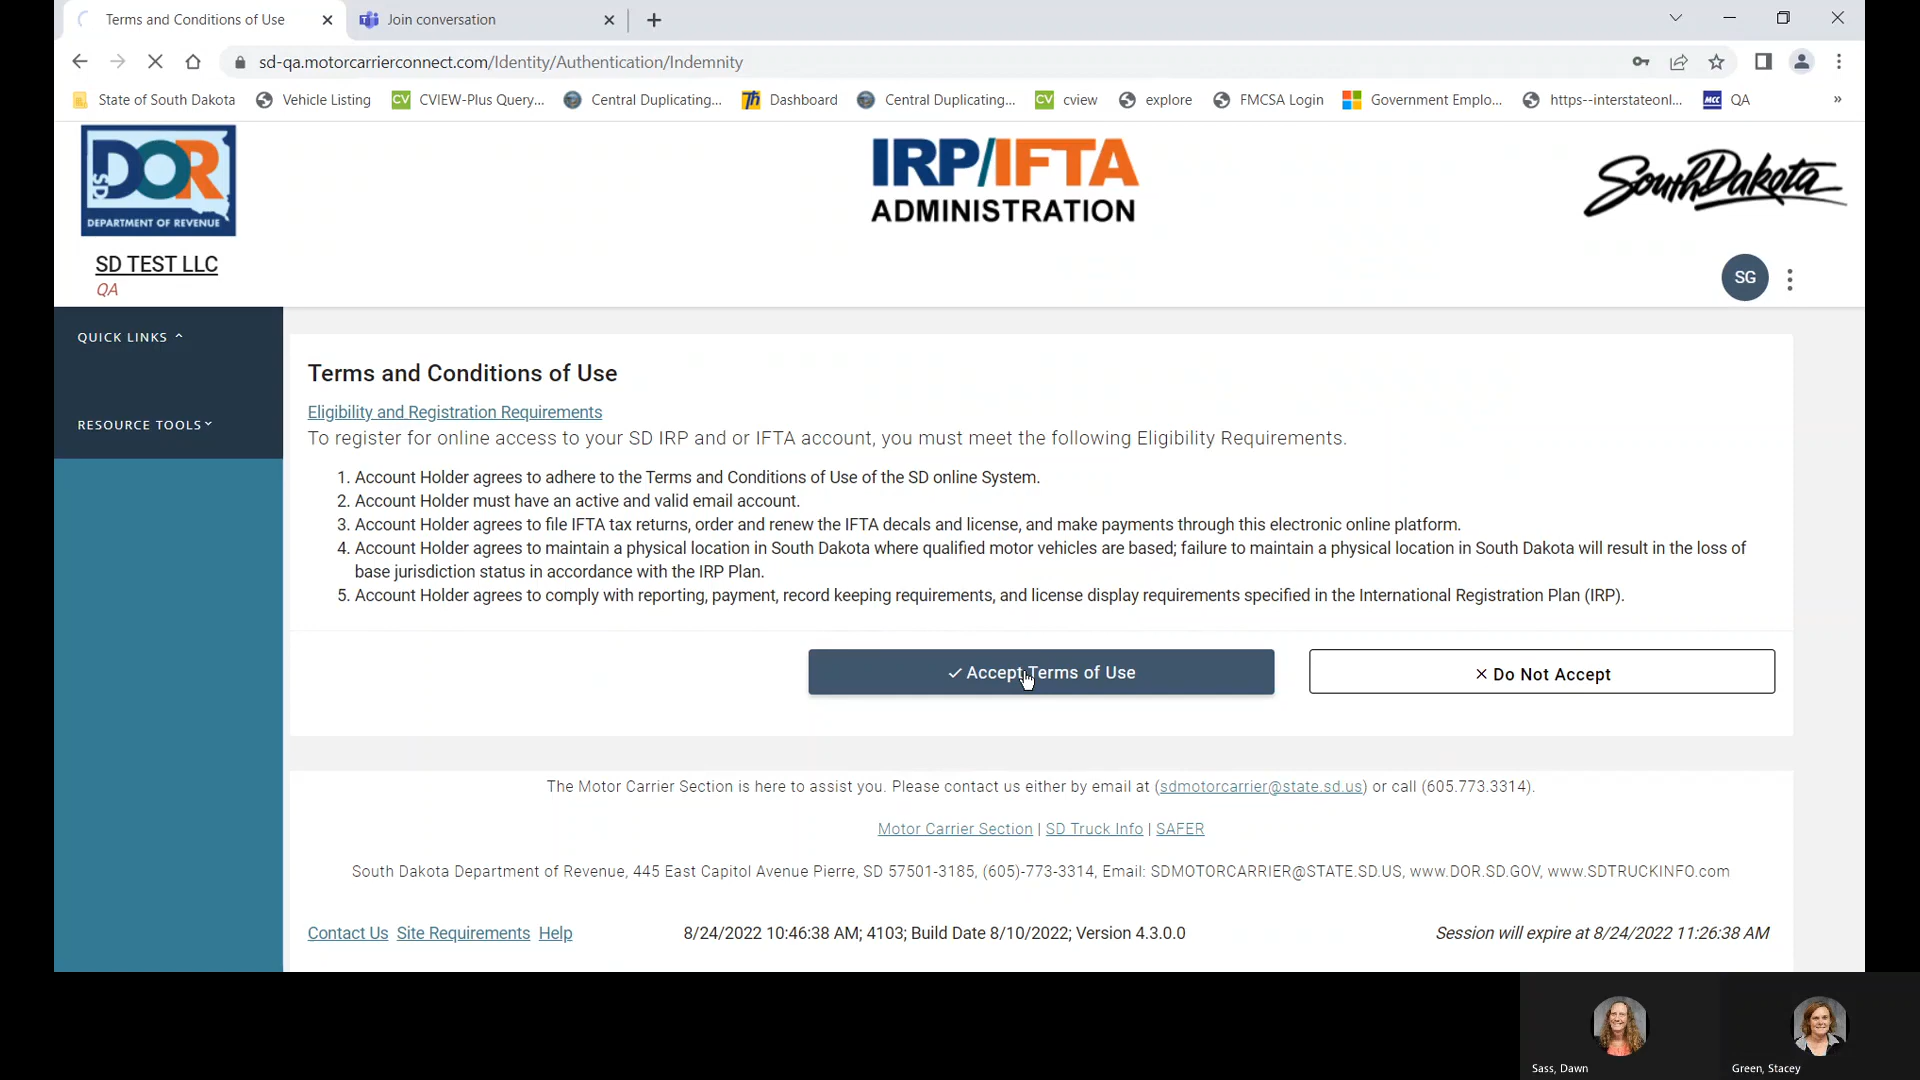 Terms and Conditions of Use
Join conversation
sd-qa.motorcarrierconnect.com/Identity/Authentication/Indemnity
State of South Dakota
Vehicle Listing
CV CVIEW-Plus Query...
Central Duplicating...
Th Dashboard
Central Duplicating...
CV cview
explore
FMCSA Login
Government Emplo...
https--interstateonl...
MCC QA
»
SD DOR
DEPARTMENT OF REVENUE
IRP/IFTA
ADMINISTRATION
South Dakota
SD TEST LLC
QA
SG
QUICK LINKS
RESOURCE TOOLS
Terms and Conditions of Use
Eligibility and Registration Requirements
To register for online access to your SD IRP and or IFTA account, you must meet the following Eligibility Requirements.
1. Account Holder agrees to adhere to the Terms and Conditions of Use of the SD online System.
2. Account Holder must have an active and valid email account.
3. Account Holder agrees to file IFTA tax returns, order and renew the IFTA decals and license, and make payments through this electronic online platform.
4. Account Holder agrees to maintain a physical location in South Dakota where qualified motor vehicles are based; failure to maintain a physical location in South Dakota will result in the loss of
base jurisdiction status in accordance with the IRP Plan.
5. Account Holder agrees to comply with reporting, payment, record keeping requirements, and license display requirements specified in the International Registration Plan (IRP).
✓ Accept Terms of Use
× Do Not Accept
The Motor Carrier Section is here to assist you. Please contact us either by email at (sdmotorcarrier@state.sd.us) or call (605.773.3314).
Motor Carrier Section | SD Truck Info | SAFER
South Dakota Department of Revenue, 445 East Capitol Avenue Pierre, SD 57501-3185, (605)-773-3314, Email: SDMOTORCARRIER@STATE.SD.US, www.DOR.SD.GOV, www.SDTRUCKINFO.com
Contact Us Site Requirements Help
8/24/2022 10:46:38 AM; 4103; Build Date 8/10/2022; Version 4.3.0.0
Session will expire at 8/24/2022 11:26:38 AM
Sass, Dawn
Green, Stacey